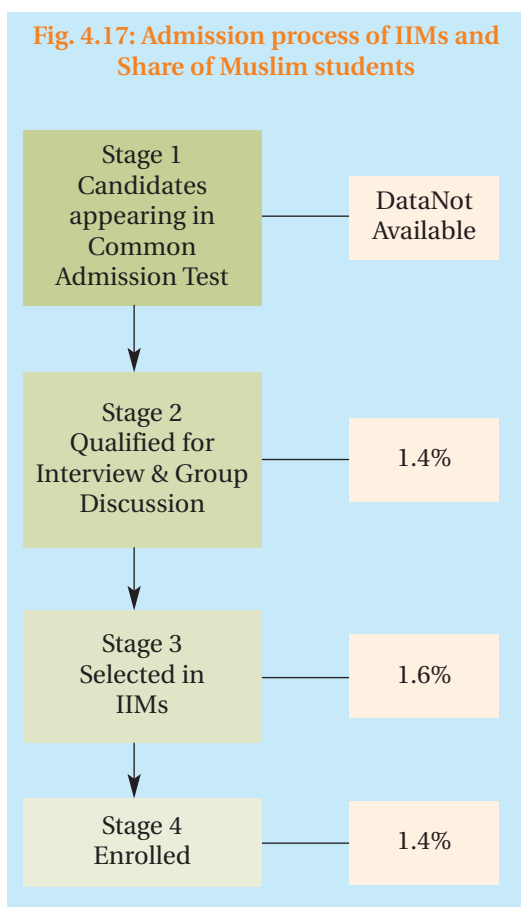 Fig. 4.17: Admission process of IIMs and
Share of Muslim students
Stage 1
Candidates
appearing in
Common
Admission Test
DataNot
Available
Stage 2
Qualified for
Interview & Group
Discussion
1.4%
Stage 3
Selected in
IIMs
1.6%
Stage 4
Enrolled
1.4%